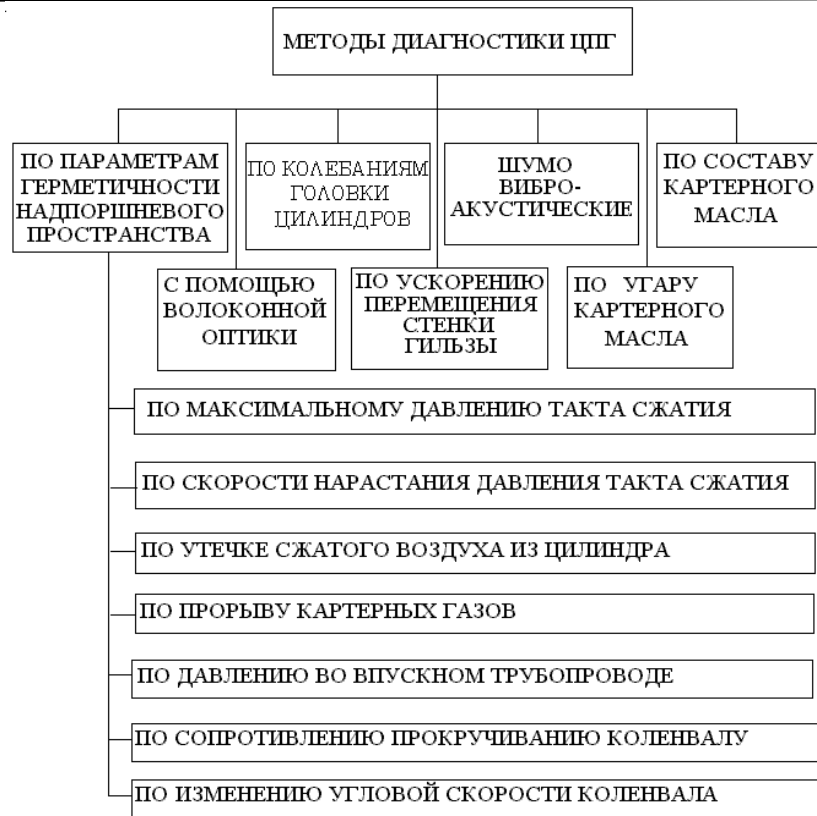 МЕТОДЫ ДИАГНОСТИКИ ЦПГ
ПО ПАРАМЕТРАМ
ГЕРМЕТИЧНОСТИ
НАДПОРШНЕВОГО
ПРОСТРАНСТВА
ПО КОЛЕБАНИЯМ
ГОЛОВКИ
ЦИЛИНДРОВ
ШУМО
ВИБРО-
АКУСТИЧЕСКИЕ
ПО СОСТАВУ
КАРТЕРНОГО
МАСЛА
С ПОМОЩЬЮ
ВОЛОКОННОЙ
ОПТИКИ
ПО УСКОРЕНИЮ
ПЕРЕМЕЩЕНИЯ
СТЕНКИ
ГИЛЬЗЫ
ПО УГАРУ
КАРТЕРНОГО
МАСЛА
ПО МАКСИМАЛЬНОМУ ДАВЛЕНИЮ ТАКТА СЖАТИЯ
ПО СКОРОСТИ НАРАСТАНИЯ ДАВЛЕНИЯ ТАКТА СЖАТИЯ
ПО УТЕЧКЕ СЖАТОГО ВОЗДУХА ИЗ ЦИЛИНДРА
ПО ПРОРЫВУ КАРТЕРНЫХ ГАЗОВ
ПО ДАВЛЕНИЮ ВО ВПУСКНОМ ТРУБОПРОВОДЕ
ПО СОПРОТИВЛЕНИЮ ПРОКРУЧИВАНИЮ КОЛЕНВАЛУ
ПО ИЗМЕНЕНИЮ УГЛОВОЙ СКОРОСТИ КОЛЕНВАЛА